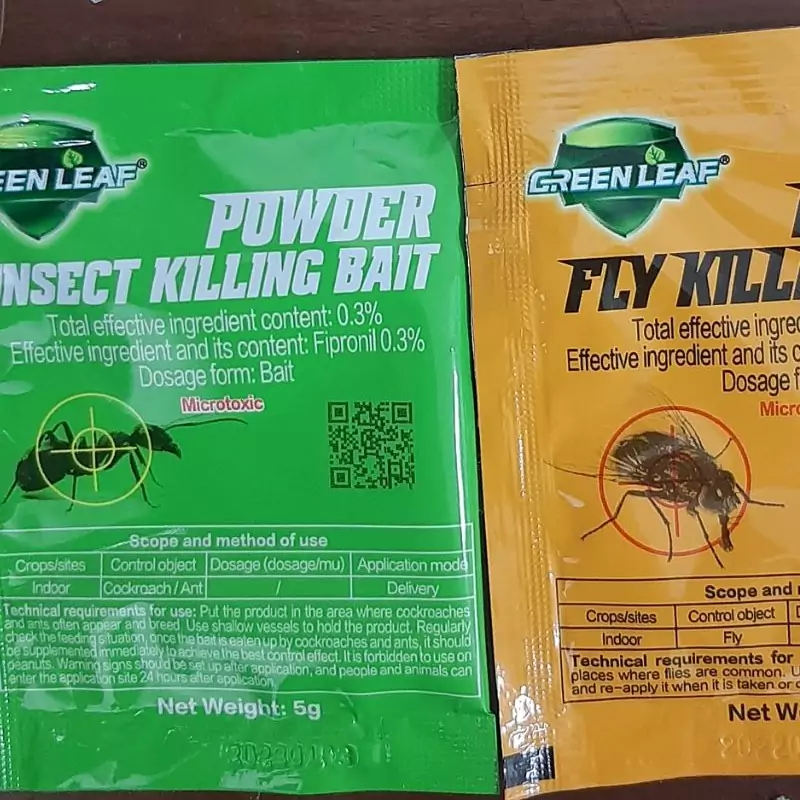 EEN LEAF®
POWDER
INSECT KILLING BAIT
Total effective ingredient content: 0.3%
Effective ingredient and its content: Fipronil 0.3%
Dosage form: Bait
Microtoxic
Scope and method of use
Crops/sites Control object Dosage (dosage/mu) Application mode
Indoor Cockroach / Ant / Delivery
Technical requirements for use: Put the product in the area where cockroaches
and ants often appear and breed. Use shallow vessels to hold the product. Regularly
check the feeding situation, once the bait is eaten up by cockroaches and ants, it should
be supplemented immediately to achieve the best control effect. It is forbidden to use on
peanuts. Warning signs should be set up after application, and people and animals can
enter the application site 24 hours after application.
Net Weight: 5g
GREEN LEAF®
FLY KILL
Total effective ingre
Effective ingredient and its c
Dosage f
Micro
Scope and
Crops/sites Control object
Indoor Fly
Technical requirements for
places where flies are common. U
and re-apply it when it is taken or
Net W